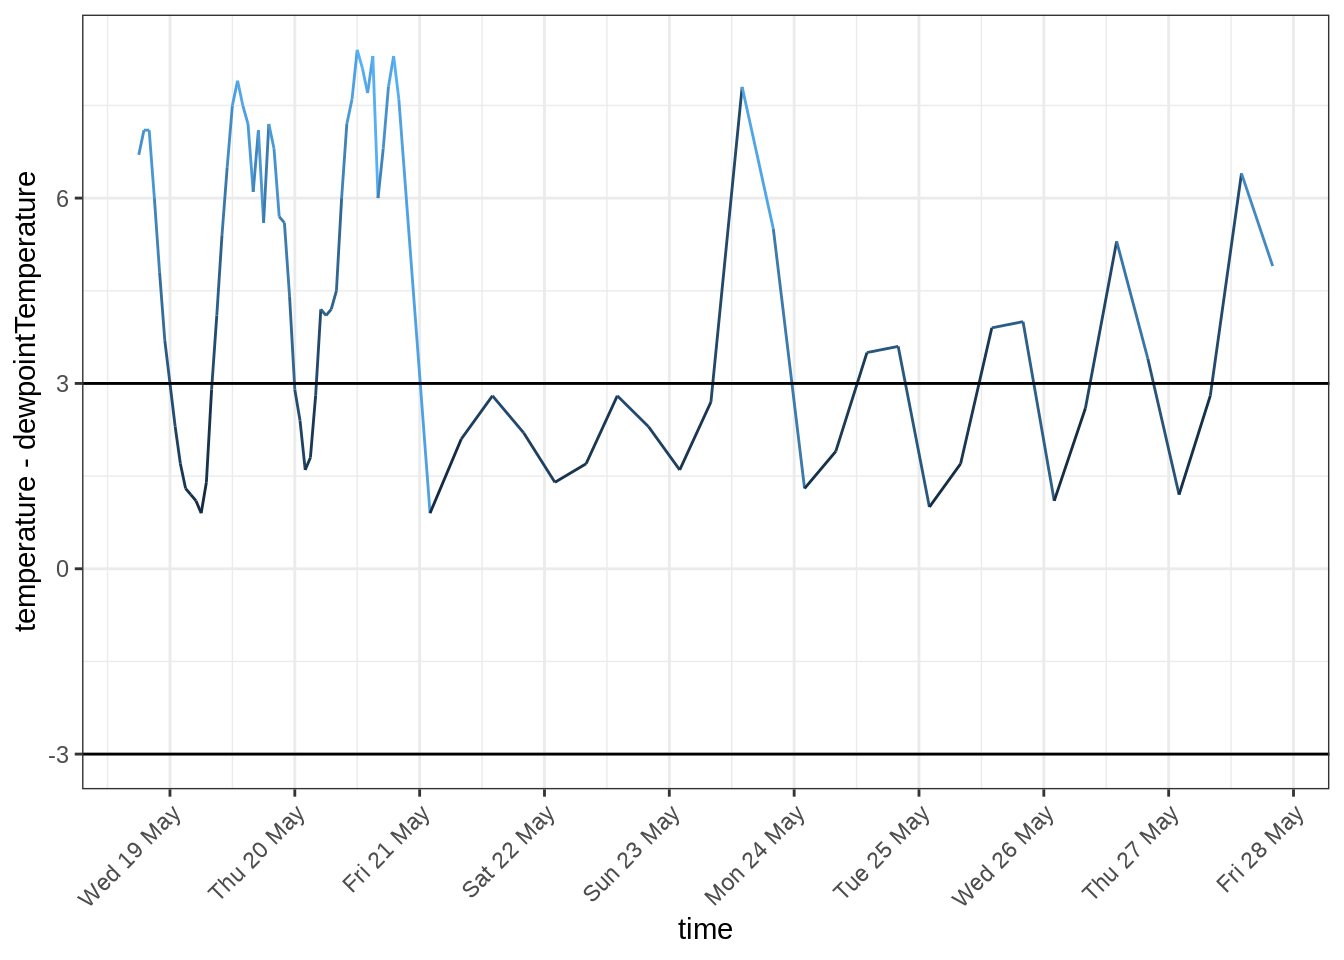 temperature - dewpointTemperature
6
3
0
-3
Wed 19 May
Thu 20 May
Fri 21 May
Sat 22 May
Sun 23 May
Mon 24 May
Tue 25 May
Wed 26 May
Thu 27 May
Fri 28 May
time